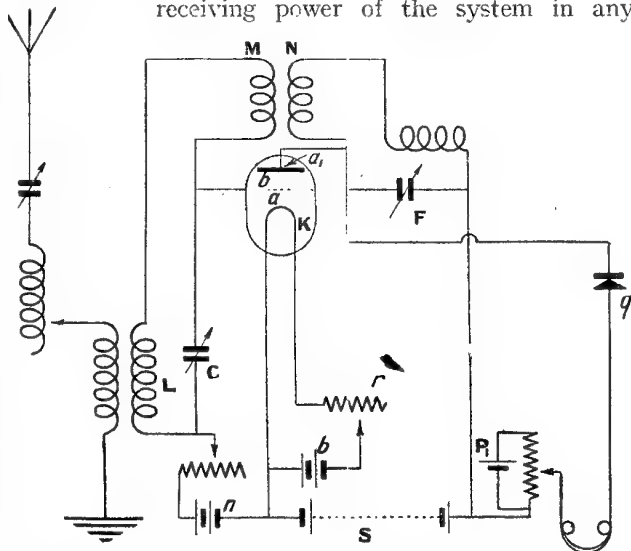 receiving power of the system in any
M N
a₁
b
a
K
F
q
L
C
r
P₁
b
n
S